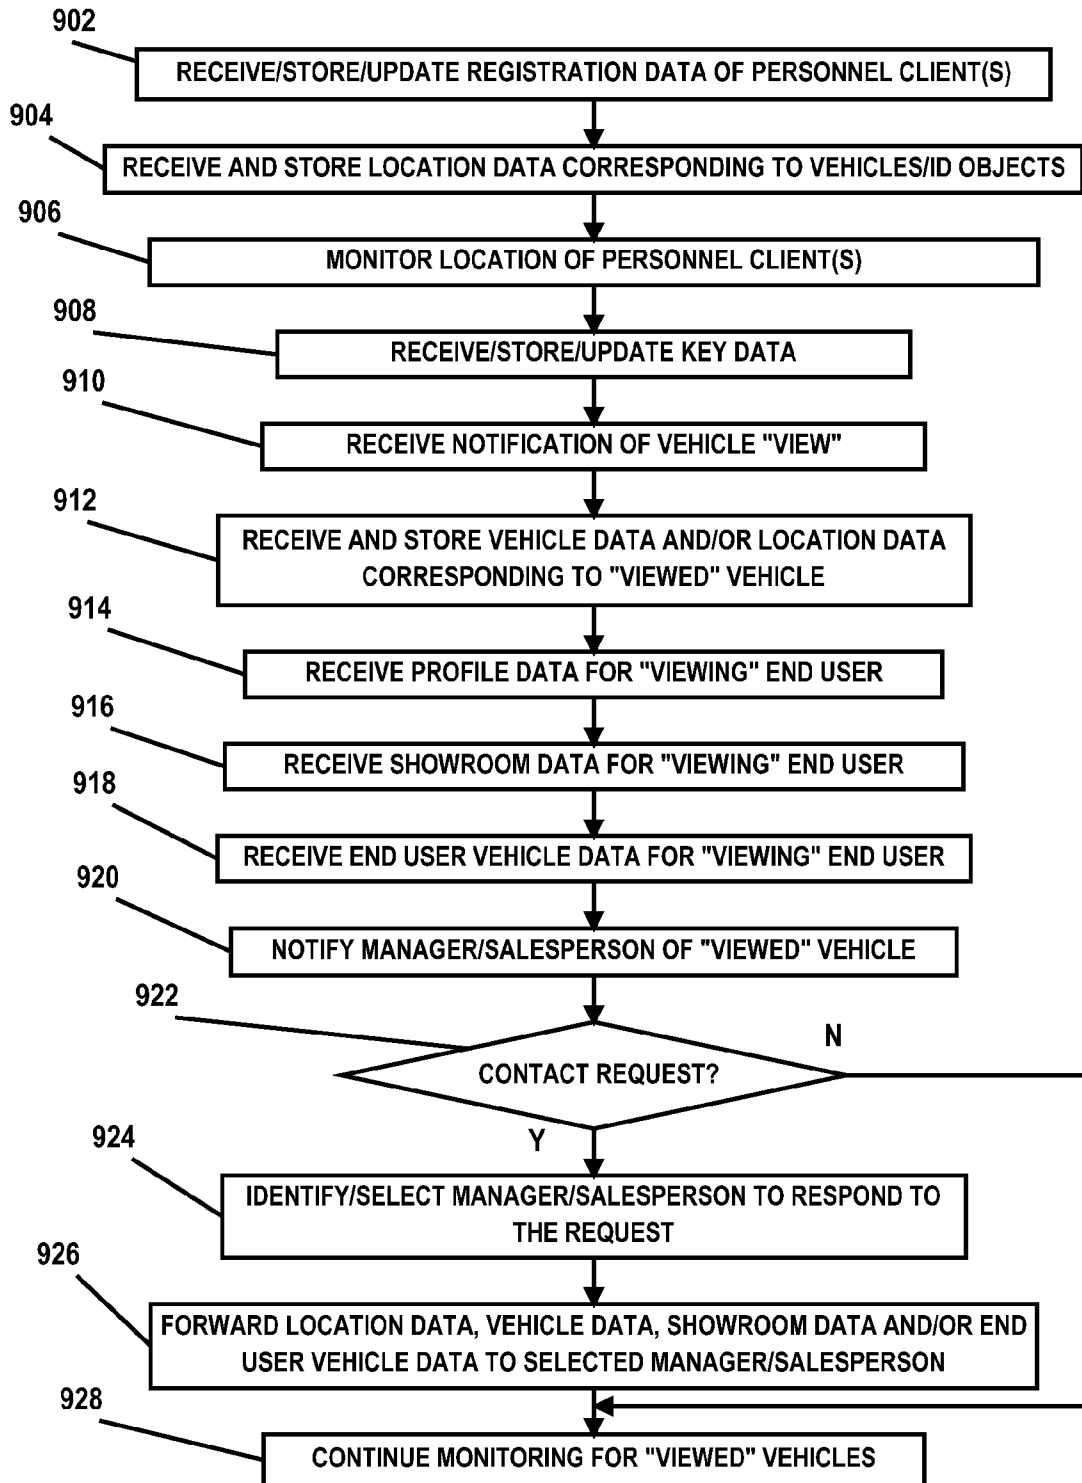 902
RECEIVE/STORE/UPDATE REGISTRATION DATA OF PERSONNEL CLIENT(S)
904
RECEIVE AND STORE LOCATION DATA CORRESPONDING TO VEHICLES/ID OBJECTS
906
MONITOR LOCATION OF PERSONNEL CLIENT(S)
908
RECEIVE/STORE/UPDATE KEY DATA
910
RECEIVE NOTIFICATION OF VEHICLE "VIEW"
912
RECEIVE AND STORE VEHICLE DATA AND/OR LOCATION DATA
CORRESPONDING TO "VIEWED" VEHICLE
914
RECEIVE PROFILE DATA FOR "VIEWING" END USER
916
RECEIVE SHOWROOM DATA FOR "VIEWING" END USER
918
RECEIVE END USER VEHICLE DATA FOR "VIEWING" END USER
920
NOTIFY MANAGER/SALESPERSON OF "VIEWED" VEHICLE
922
N
CONTACT REQUEST?
Y
924
IDENTIFY/SELECT MANAGER/SALESPERSON TO RESPOND TO
THE REQUEST
926
FORWARD LOCATION DATA, VEHICLE DATA, SHOWROOM DATA AND/OR END
USER VEHICLE DATA TO SELECTED MANAGER/SALESPERSON
928
CONTINUE MONITORING FOR "VIEWED" VEHICLES